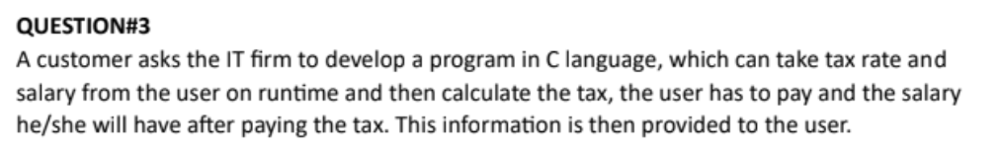 QUESTION#3
A customer asks the IT firm to develop a program in C language, which can take tax rate and
salary from the user on runtime and then calculate the tax, the user has to pay and the salary
he/she will have after paying the tax. This information is then provided to the user.